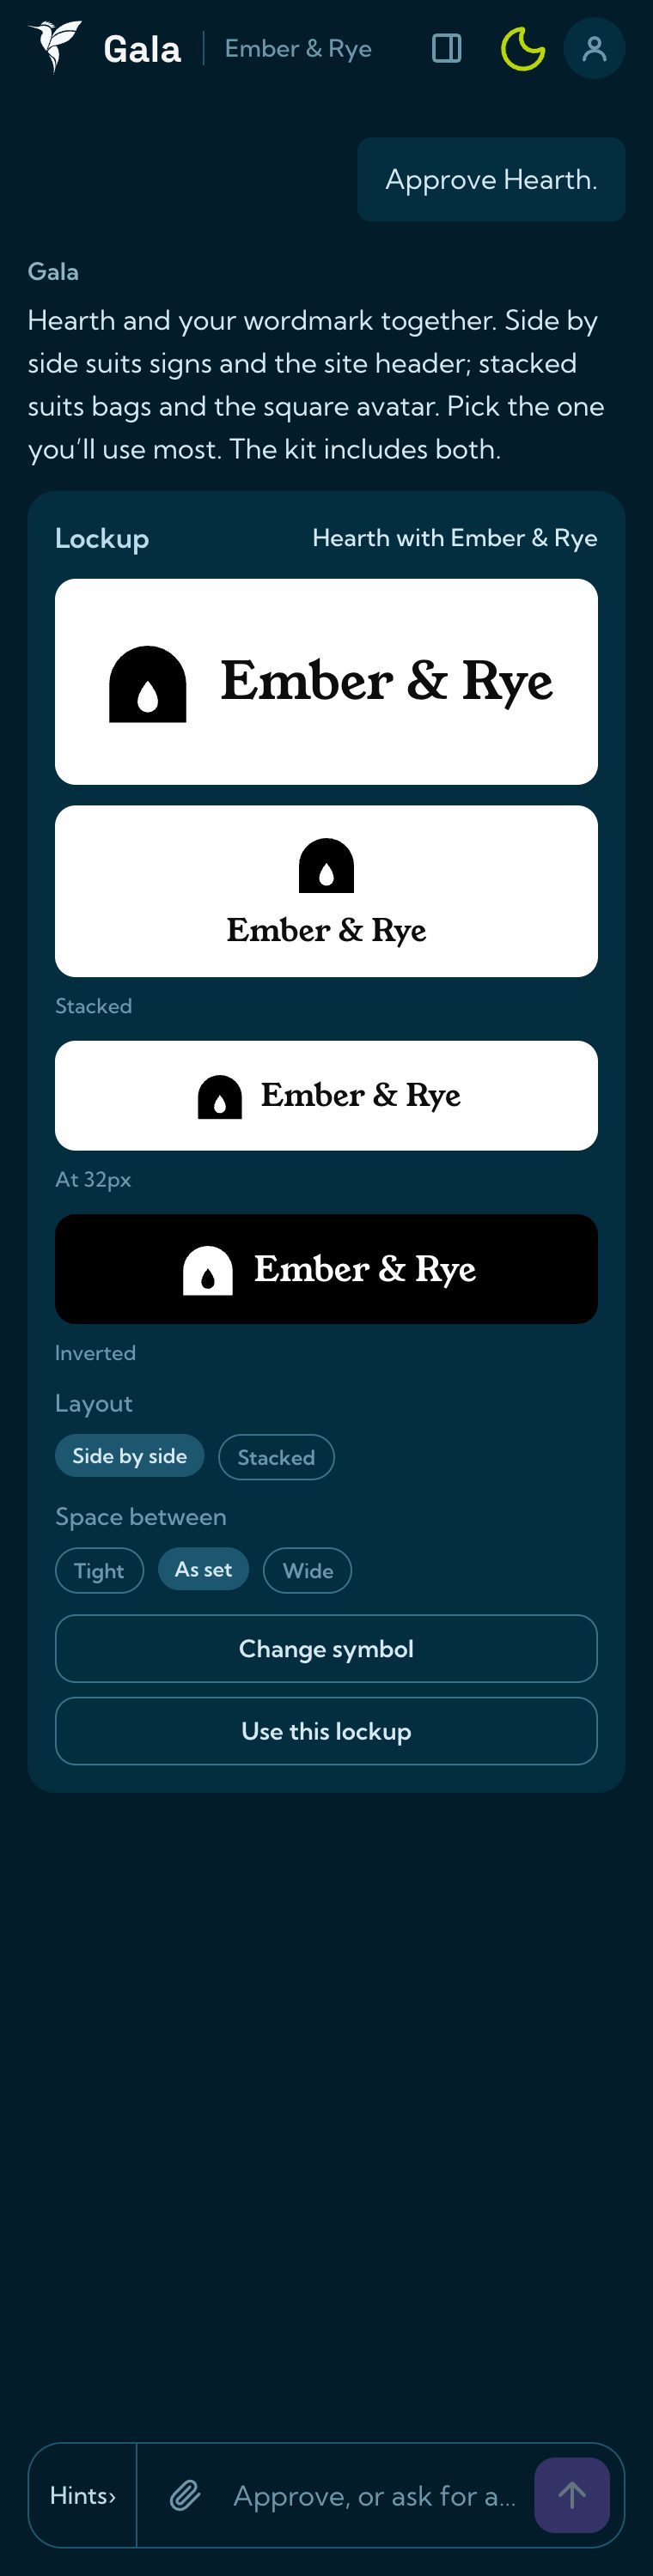 Gala
Ember & Rye
Approve Hearth.
Gala
Hearth and your wordmark together. Side by
side suits signs and the site header; stacked
suits bags and the square avatar. Pick the one
you’ll use most. The kit includes both.
Lockup
Hearth with Ember & Rye
Ember & Rye
Ember & Rye
Stacked
Ember & Rye
At 32px
Ember & Rye
Inverted
Layout
Side by side
Stacked
Space between
Tight
As set
Wide
Change symbol
Use this lockup
Hints›
Approve, or ask for a...